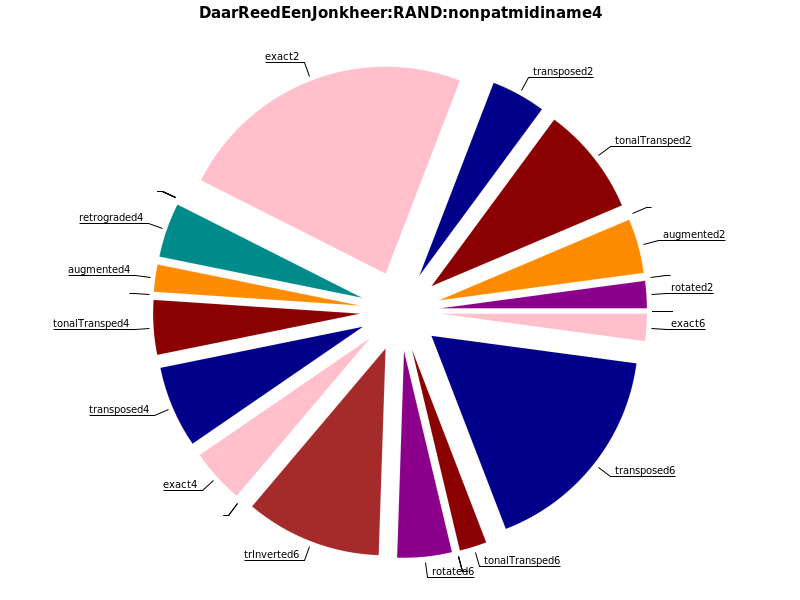 DaarReedEenJonkheer:RAND:nonpatmidiname4
exact2
transposed2
tonalTransped2
retrograded4
augmented2
augmented4
rotated2
tonalTransped4
exact6
transposed4
transposed6
exact4
trInverted6
tonalTransped6
rotated6